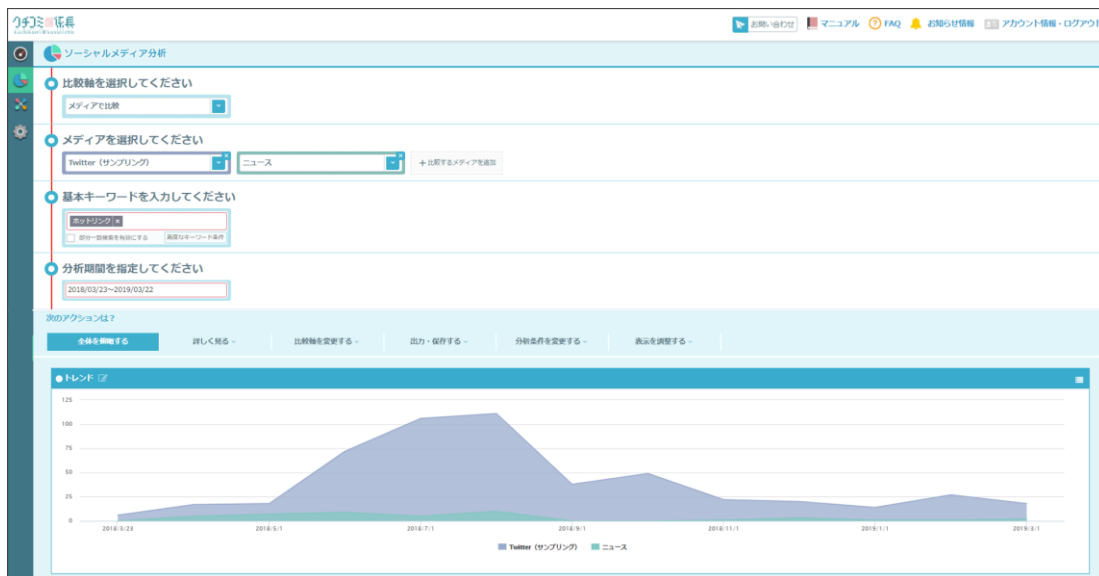 クチコミ@係長
お問い合わせ マニュアル FAQ お知らせ情報 アカウント情報・ログアウト
ソーシャルメディア分析
比較軸を選択してください
メディアで比較
メディアを選択してください
Twitter（サンプリング） ニュース ＋比較するメディアを追加
基本キーワードを入力してください
ホットリンク ×
部分一致検索を有効にする 高度なキーワード条件
分析期間を指定してください
2018/03/23～2019/03/22
次のアクションは？
全体を俯瞰する 詳しく見る 比較軸を変更する 出力・保存する 分析条件を変更する 表示を調整する
トレンド
125
100
75
50
25
0
2018/3/23 2018/5/1 2018/7/1 2018/9/1 2018/11/1 2019/1/1 2019/3/1
Twitter（サンプリング） ニュース